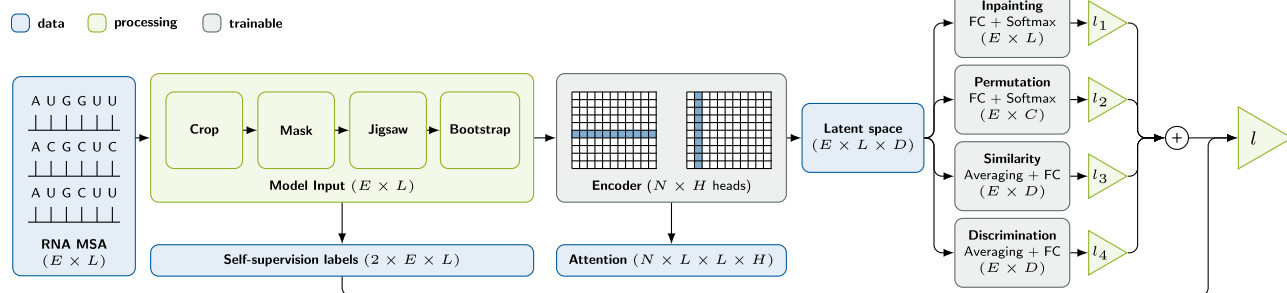 data
processing
trainable
A U G G U U
A C G C U C
A U G C U U
RNA MSA
(E × L)
Crop
Mask
Jigsaw
Bootstrap
Model Input (E × L)
Self-supervision labels (2 × E × L)
Encoder (N × H heads)
Attention (N × L × L × H)
Latent space
(E × L × D)
Inpainting
FC + Softmax
(E × L)
l1
Permutation
FC + Softmax
(E × C)
l2
Similarity
Averaging + FC
(E × D)
l3
Discrimination
Averaging + FC
(E × D)
l4
+
l